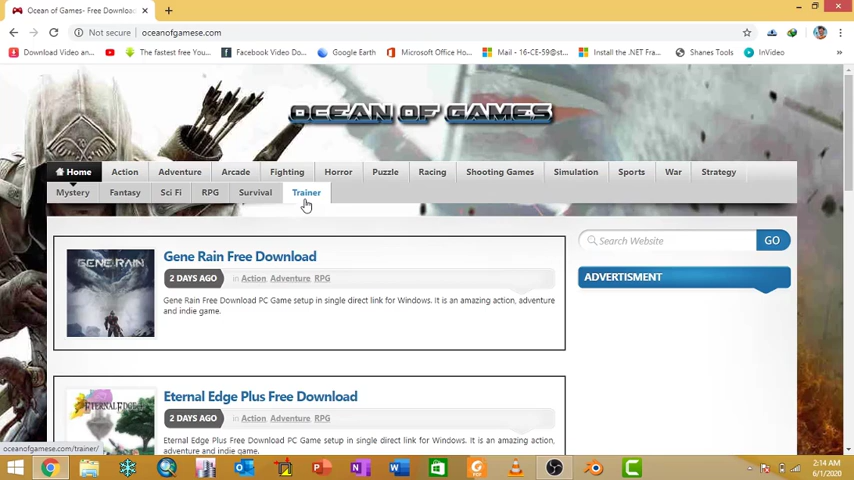 Ocean of Games- Free Download
Not secure | oceanofgamese.com
Download Video an...
The fastest free You...
Facebook Video Do...
Google Earth
Microsoft Office Ho...
Mail - 16-CE-59@st...
Install the .NET Fra...
Shanes Tools
InVideo
OCEAN OF GAMES
Home Action Adventure Arcade Fighting Horror Puzzle Racing Shooting Games Simulation Sports War Strategy
Mystery Fantasy Sci Fi RPG Survival Trainer
Search Website GO
ADVERTISMENT
GENE RAIN
Gene Rain Free Download
2 DAYS AGO in Action Adventure RPG
Gene Rain Free Download PC Game setup in single direct link for Windows. It is an amazing action, adventure
and indie game.
Eternal Edge Plus Free Download
2 DAYS AGO in Action Adventure RPG
Eternal Edge Plus Free Download PC Game setup in single direct link for Windows. It is an amazing action,
adventure and indie game.
oceanofgamese.com/trainer/
2:14 AM
6/1/2020